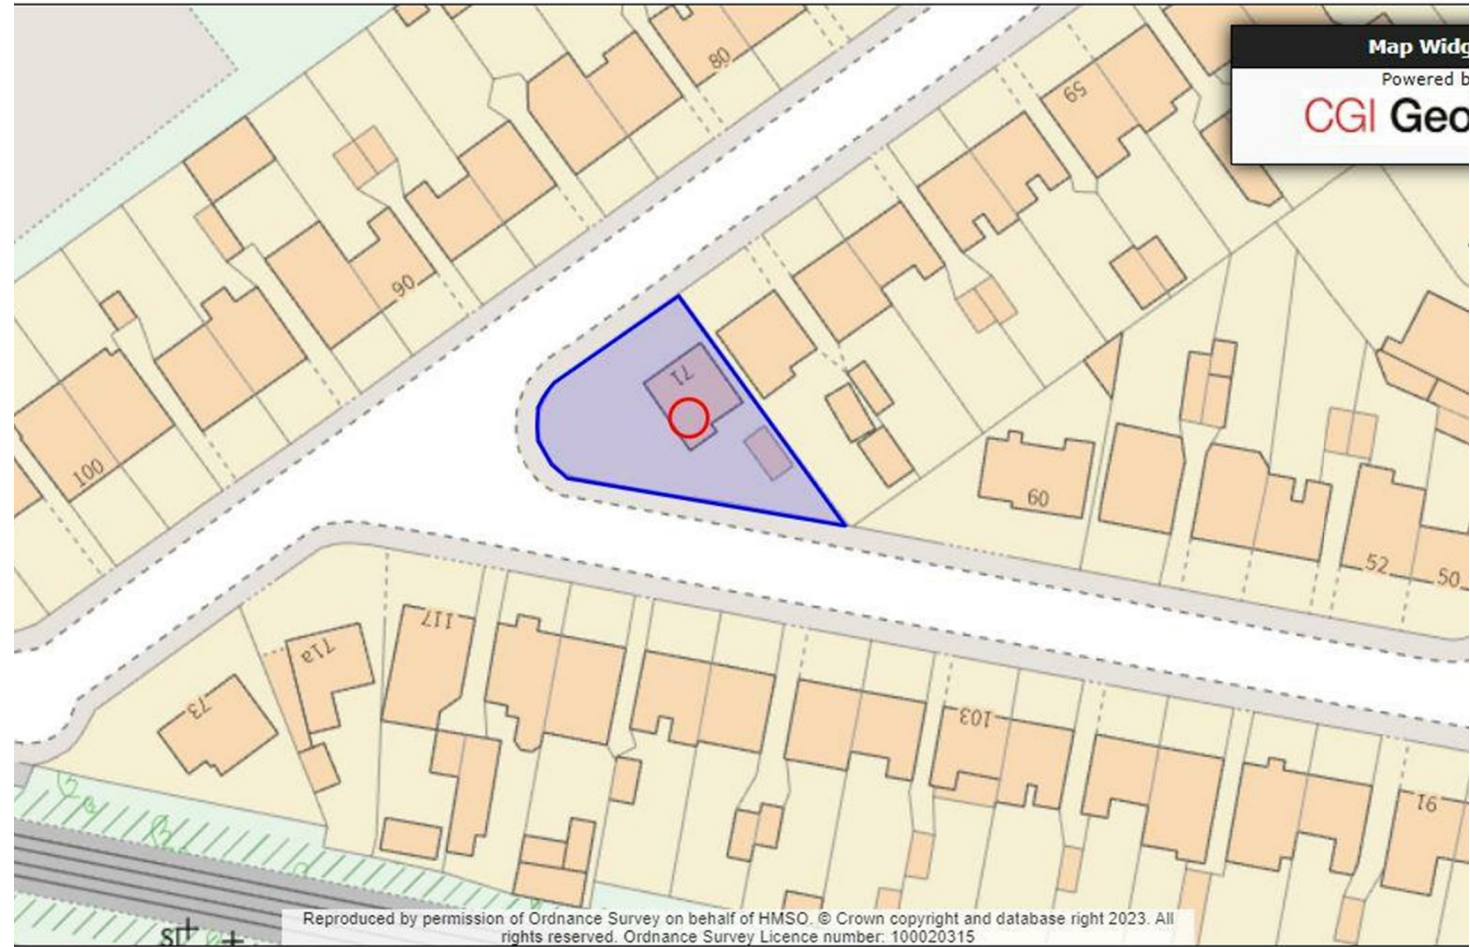 80
59
Map Widg
Powered b
CGI Geo
90
71
100
60
52
50
117
71a
73
103
91
Reproduced by permission of Ordnance Survey on behalf of HMSO. © Crown copyright and database right 2023. All
rights reserved. Ordnance Survey Licence number: 100020315